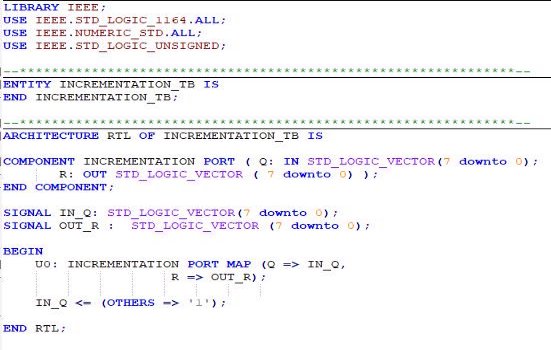 LIBRARY IEEE;
USE IEEE.STD_LOGIC_1164.ALL;
USE IEEE.NUMERIC_STD.ALL;
USE IEEE.STD_LOGIC_UNSIGNED;
--***************************************************************--
ENTITY INCREMENTATION_TB IS
END INCREMENTATION_TB;
--***************************************************************--
ARCHITECTURE RTL OF INCREMENTATION_TB IS
COMPONENT INCREMENTATION PORT ( Q: IN STD_LOGIC_VECTOR(7 downto 0);
R: OUT STD_LOGIC_VECTOR ( 7 downto 0) );
END COMPONENT;
SIGNAL IN_Q: STD_LOGIC_VECTOR(7 downto 0);
SIGNAL OUT_R : STD_LOGIC_VECTOR (7 downto 0);
BEGIN
U0: INCREMENTATION PORT MAP (Q => IN_Q,
R => OUT_R);
IN_Q <= (OTHERS => '1');
END RTL;